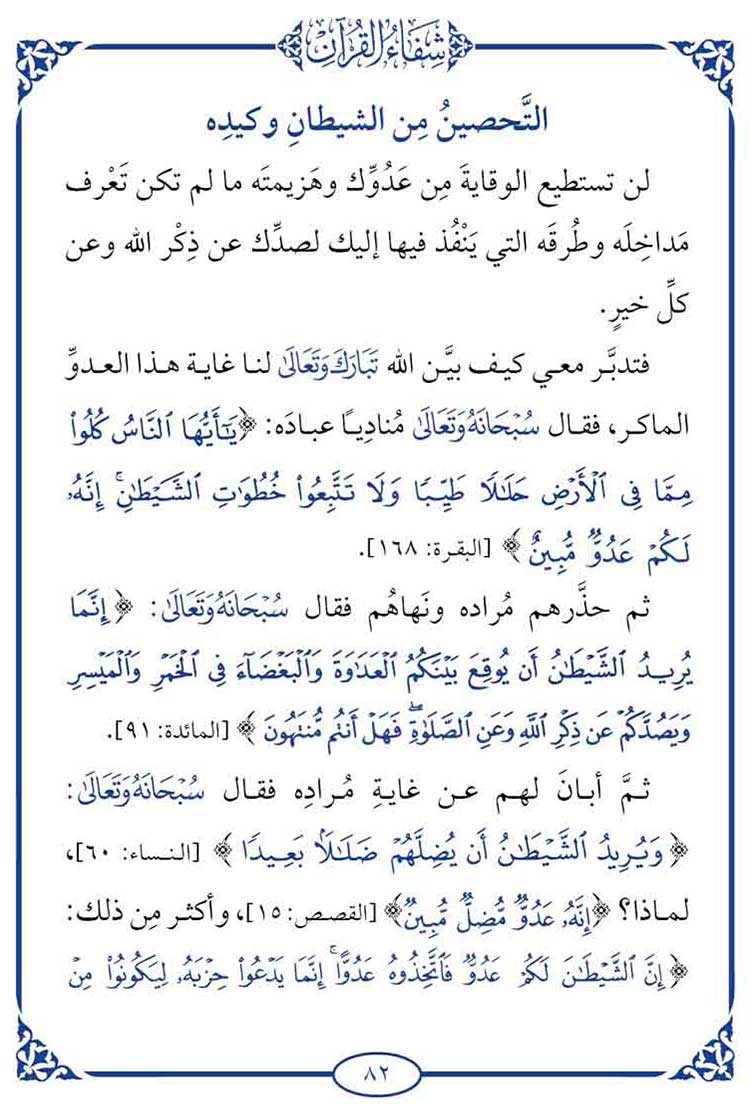 شِفَاءُ القُرْآنِ
التَّحصينُ مِن الشيطانِ وكيدِه
لن تستطيع الوقايةَ مِن عَدُوِّك وهَزيمتَه ما لم تكن تَعْرف
مَداخِلَه وطُرقَه التي يَنْفُذ فيها إليك لصدِّك عن ذِكْر الله وعن
كلِّ خيرٍ.
فتدبَّر معي كيف بيَّن الله تَبَارَكَ وَتَعَالَىٰ لنا غاية هذا العدوِّ
الماكر، فقال سُبْحَانَهُ وَتَعَالَىٰ مُناديًا عبادَه: ﴿يَـٰٓأَيُّهَا ٱلنَّاسُ كُلُوا۟
مِمَّا فِى ٱلْأَرْضِ حَلَـٰلًا طَيِّبًا وَلَا تَتَّبِعُوا۟ خُطُوَٰتِ ٱلشَّيْطَـٰنِ ۚ إِنَّهُۥ
لَكُمْ عَدُوٌّ مُّبِينٌ﴾ [البقرة: ١٦٨].
ثم حذَّرهم مُراده ونَهاهُم فقال سُبْحَانَهُ وَتَعَالَىٰ: ﴿إِنَّمَا
يُرِيدُ ٱلشَّيْطَـٰنُ أَن يُوقِعَ بَيْنَكُمُ ٱلْعَدَٰوَةَ وَٱلْبَغْضَآءَ فِى ٱلْخَمْرِ وَٱلْمَيْسِرِ
وَيَصُدَّكُمْ عَن ذِكْرِ ٱللَّهِ وَعَنِ ٱلصَّلَوٰةِ ۖ فَهَلْ أَنتُم مُّنتَهُونَ﴾ [المائدة: ٩١].
ثمَّ أبانَ لهم عن غايةِ مُرادِه فقال سُبْحَانَهُ وَتَعَالَىٰ:
﴿وَيُرِيدُ ٱلشَّيْطَـٰنُ أَن يُضِلَّهُمْ ضَلَـٰلًا بَعِيدًا﴾ [النساء: ٦٠]،
لماذا؟ ﴿إِنَّهُۥ عَدُوٌّ مُّضِلٌّ مُّبِينٌ﴾ [القصص: ١٥]، وأكثر مِن ذلك:
﴿إِنَّ ٱلشَّيْطَـٰنَ لَكُمْ عَدُوٌّ فَٱتَّخِذُوهُ عَدُوًّا ۚ إِنَّمَا يَدْعُوا۟ حِزْبَهُۥ لِيَكُونُوا۟ مِنْ
٨٢